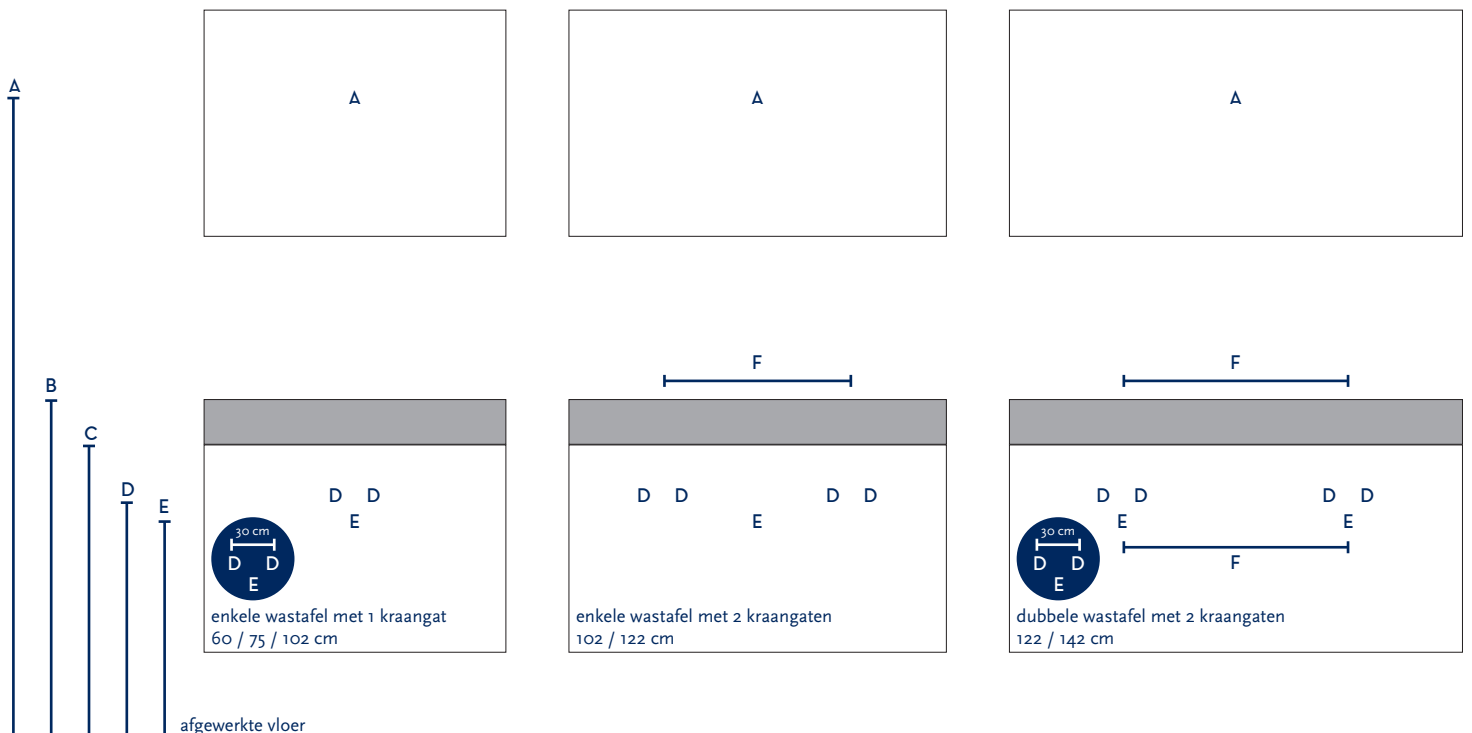 A
A
A
A
B
F
F
C
D
E
D D
E
D D
D D
E
D D
D D
E
E
F
30 cm
D D
E
30 cm
D D
E
enkele wastafel met 1 kraangat
60 / 75 / 102 cm
enkele wastafel met 2 kraangaten
102 / 122 cm
dubbele wastafel met 2 kraangaten
122 / 142 cm
afgewerkte vloer